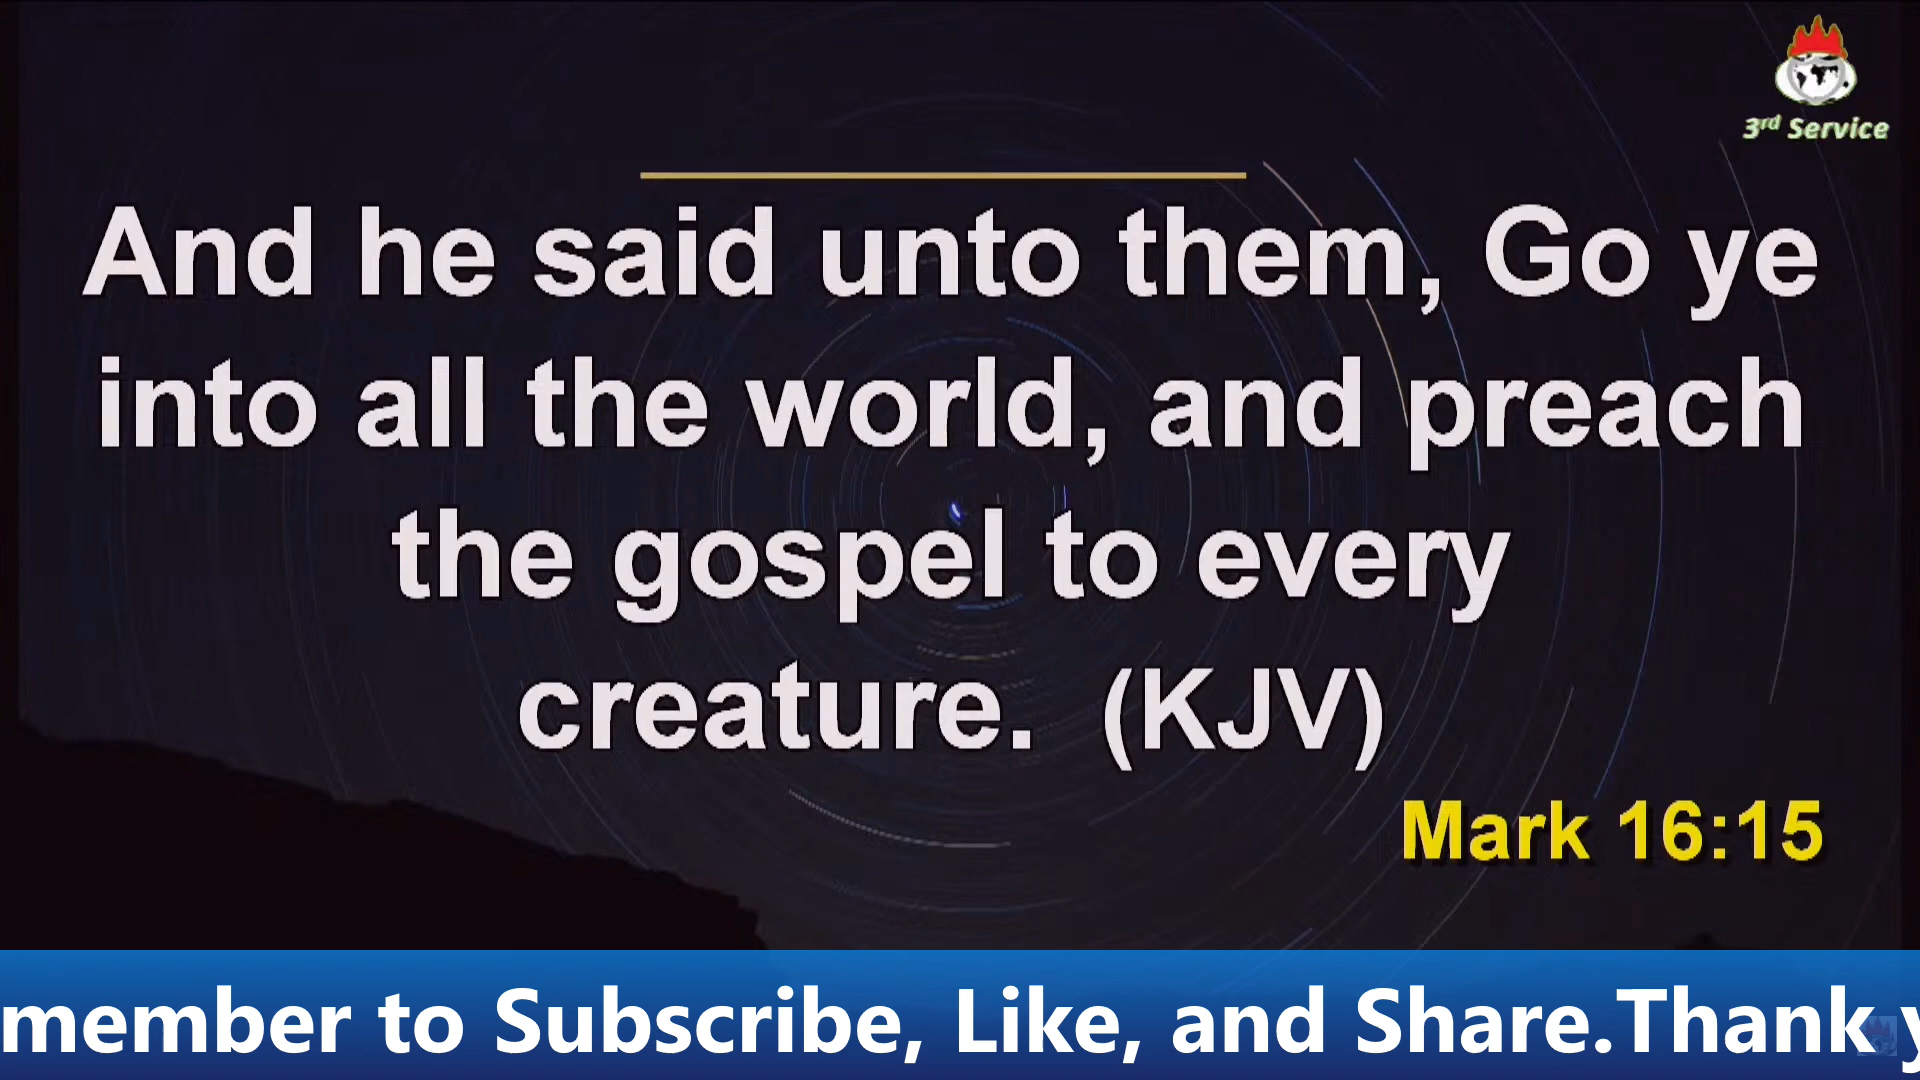 3rd Service
And he said unto them, Go ye
into all the world, and preach
the gospel to every
creature. (KJV)
Mark 16:15
member to Subscribe, Like, and Share.Thank y